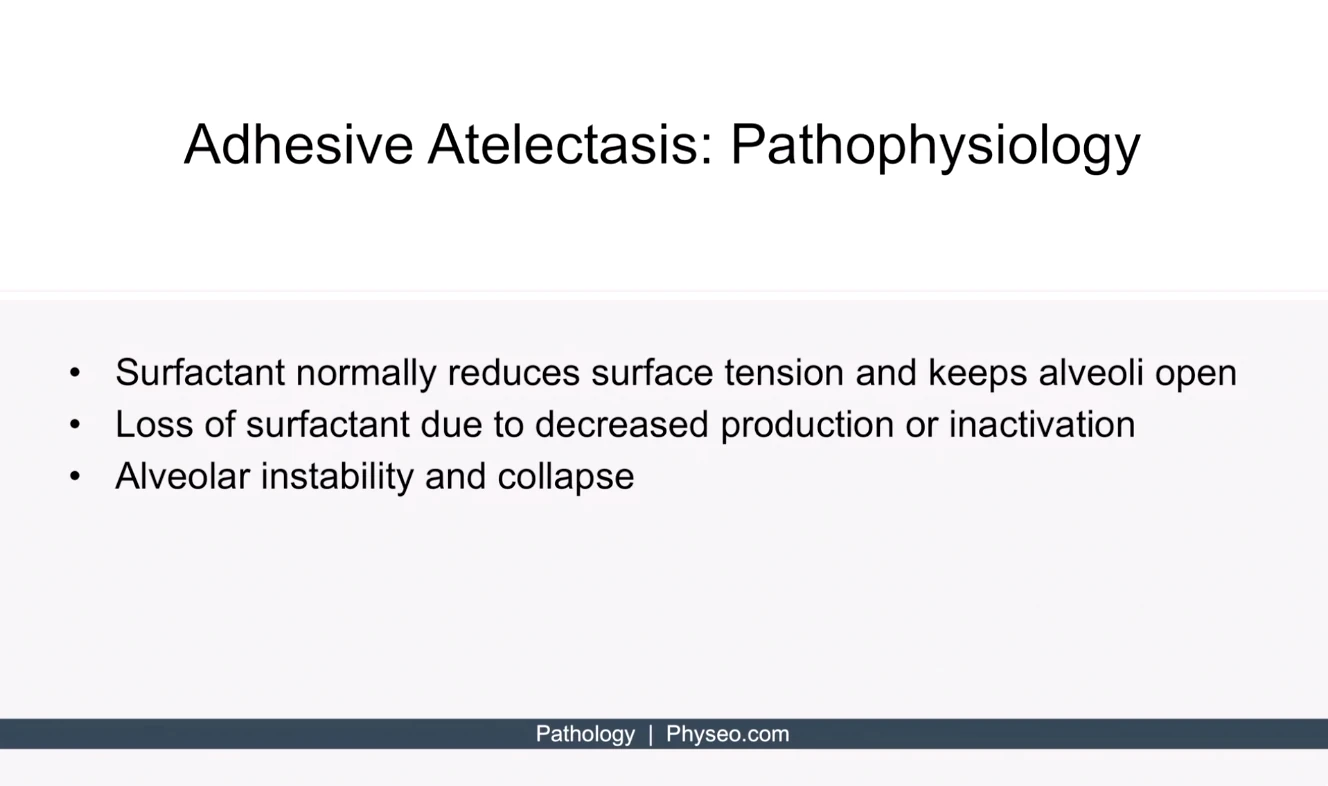 Adhesive Atelectasis: Pathophysiology
• Surfactant normally reduces surface tension and keeps alveoli open
• Loss of surfactant due to decreased production or inactivation
• Alveolar instability and collapse
Pathology | Physeo.com